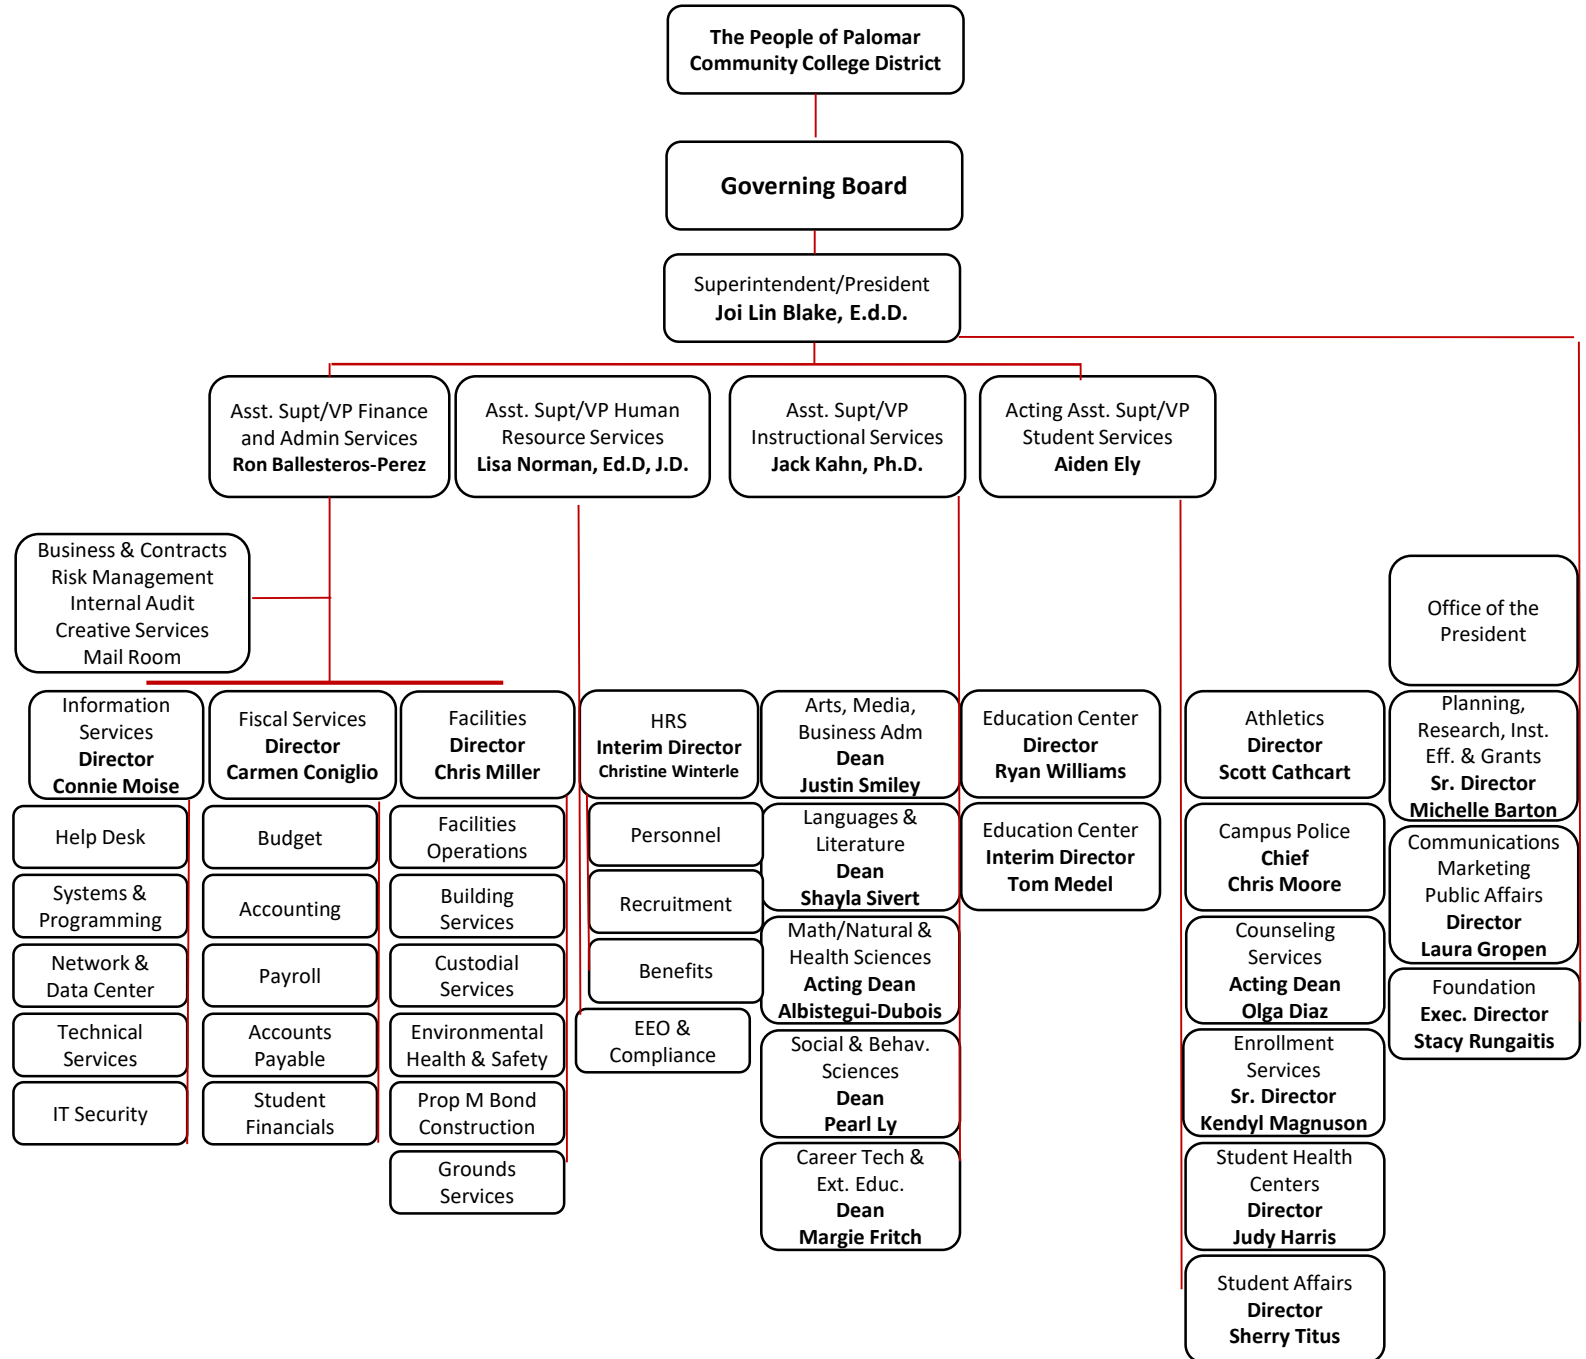 The People of Palomar
Community College District
Governing Board
Superintendent/President
Joi Lin Blake, E.d.D.
Asst. Supt/VP Finance
and Admin Services
Ron Ballesteros-Perez
Asst. Supt/VP Human
Resource Services
Lisa Norman, Ed.D, J.D.
Asst. Supt/VP
Instructional Services
Jack Kahn, Ph.D.
Acting Asst. Supt/VP
Student Services
Aiden Ely
Business & Contracts
Risk Management
Internal Audit
Creative Services
Mail Room
Office of the
President
Information
Services
Director
Connie Moise
Help Desk
Systems &
Programming
Network &
Data Center
Technical
Services
IT Security
Fiscal Services
Director
Carmen Coniglio
Budget
Accounting
Payroll
Accounts
Payable
Student
Financials
Facilities
Director
Chris Miller
Facilities
Operations
Building
Services
Custodial
Services
Environmental
Health & Safety
Prop M Bond
Construction
Grounds
Services
HRS
Interim Director
Christine Winterle
Personnel
Recruitment
Benefits
EEO &
Compliance
Arts, Media,
Business Adm
Dean
Justin Smiley
Languages &
Literature
Dean
Shayla Sivert
Math/Natural &
Health Sciences
Acting Dean
Albistegui-Dubois
Social & Behav.
Sciences
Dean
Pearl Ly
Career Tech &
Ext. Educ.
Dean
Margie Fritch
Education Center
Director
Ryan Williams
Education Center
Interim Director
Tom Medel
Athletics
Director
Scott Cathcart
Campus Police
Chief
Chris Moore
Counseling
Services
Acting Dean
Olga Diaz
Enrollment
Services
Sr. Director
Kendyl Magnuson
Student Health
Centers
Director
Judy Harris
Student Affairs
Director
Sherry Titus
Planning,
Research, Inst.
Eff. & Grants
Sr. Director
Michelle Barton
Communications
Marketing
Public Affairs
Director
Laura Gropen
Foundation
Exec. Director
Stacy Rungaitis